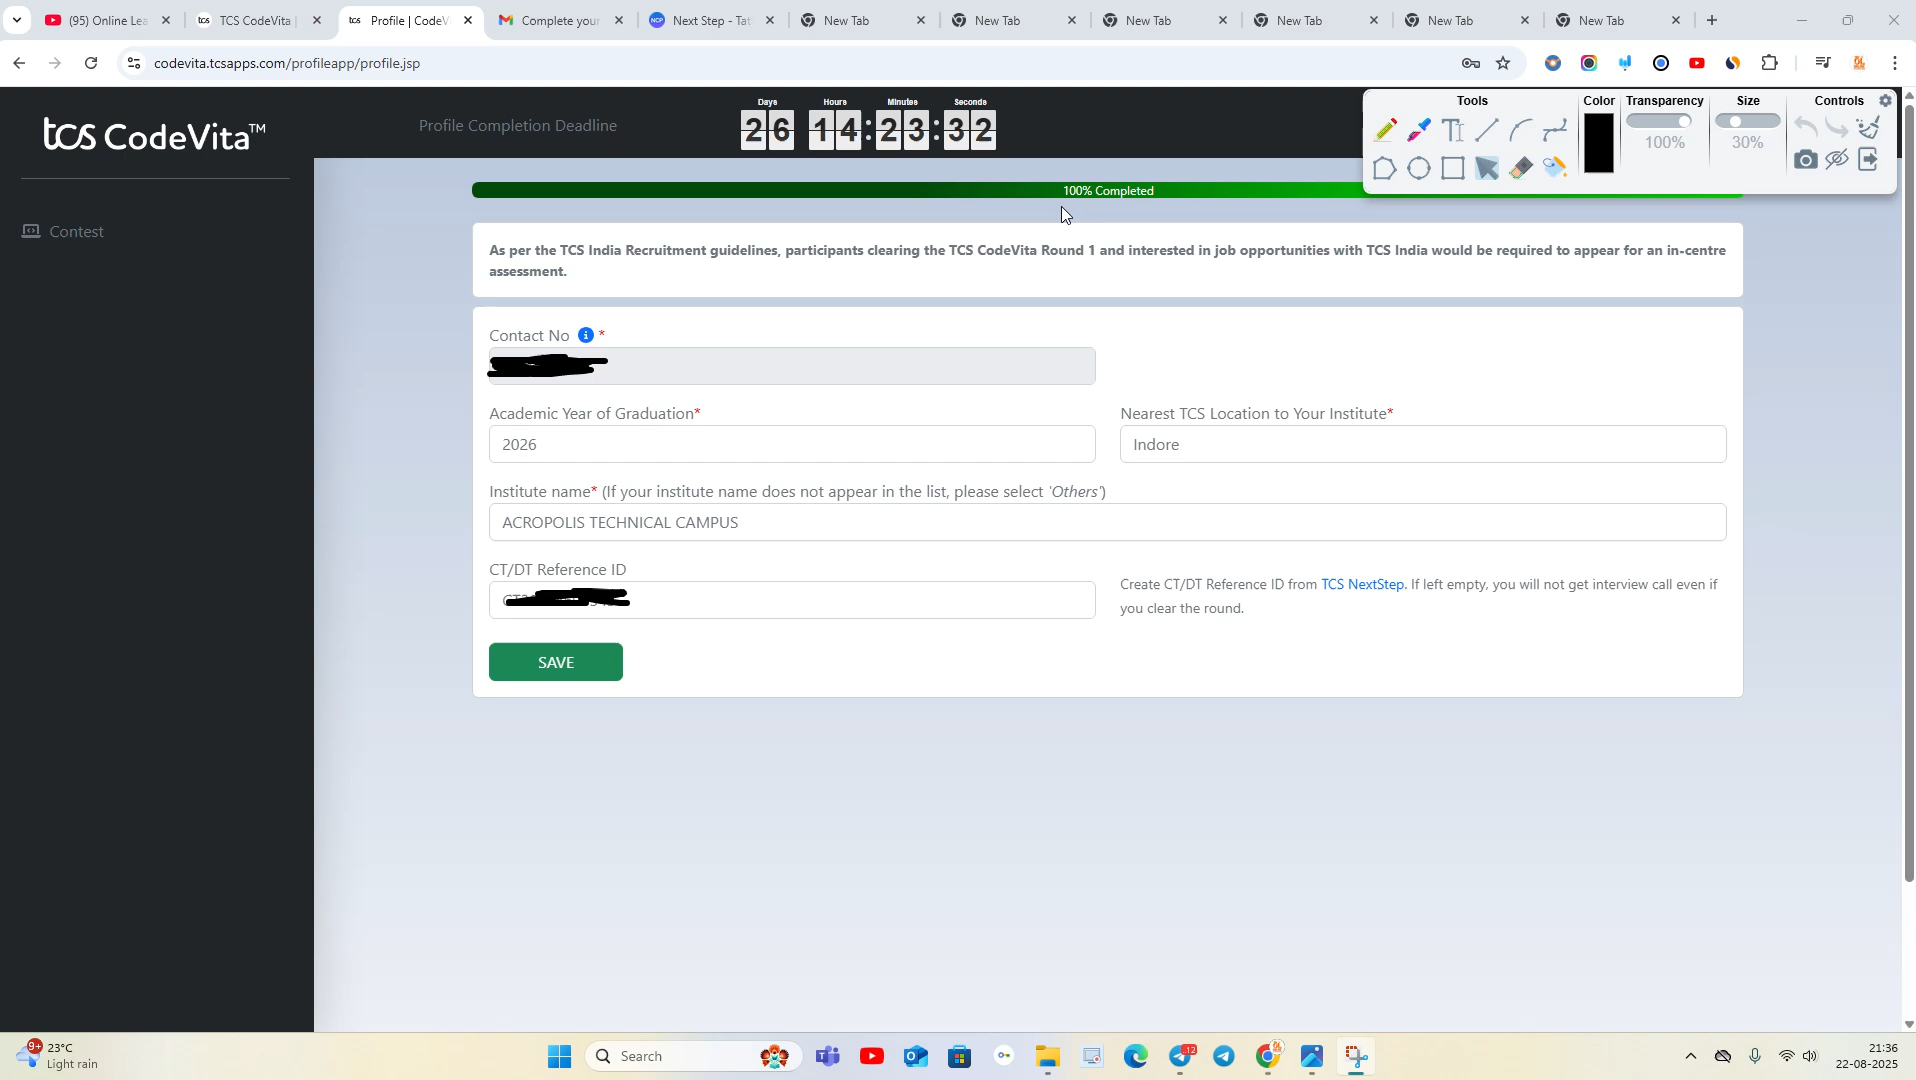 (95) Online Lea
TCS CodeVita |
Profile | CodeV
Complete your
Next Step - Tat
New Tab
New Tab
New Tab
New Tab
New Tab
New Tab
codevita.tcsapps.com/profileapp/profile.jsp
tcs CodeVita™
Contest
Profile Completion Deadline
Days Hours Minutes Seconds
26 14:23:32
Tools Color Transparency Size Controls
100% 30%
100% Completed
As per the TCS India Recruitment guidelines, participants clearing the TCS CodeVita Round 1 and interested in job opportunities with TCS India would be required to appear for an in-centre
assessment.
Contact No *
Academic Year of Graduation*
2026
Nearest TCS Location to Your Institute*
Indore
Institute name* (If your institute name does not appear in the list, please select 'Others')
ACROPOLIS TECHNICAL CAMPUS
CT/DT Reference ID
Create CT/DT Reference ID from TCS NextStep. If left empty, you will not get interview call even if
you clear the round.
SAVE
9+
23°C
Light rain
Search
12
21:36
22-08-2025